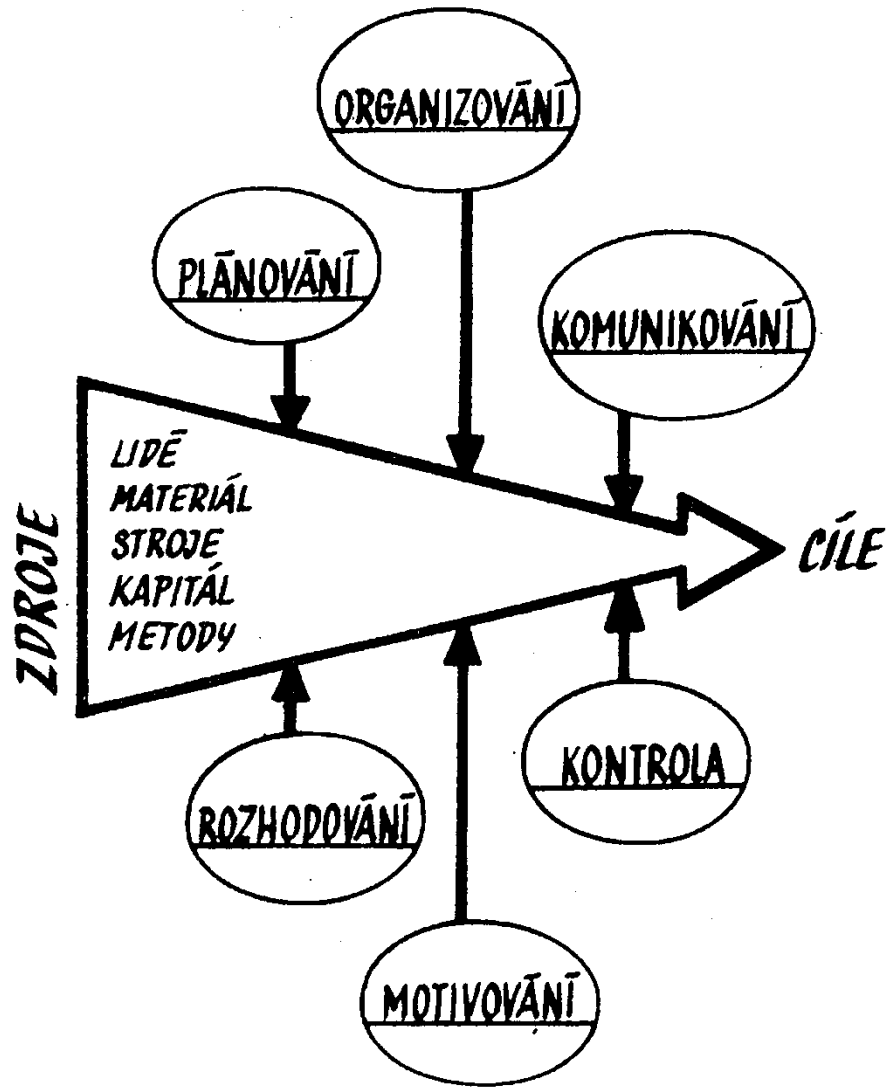 ORGANIZOVÁNÍ
PLÁNOVÁNÍ
KOMUNIKOVÁNÍ
ZDROJE
LIDÉ
MATERIÁL
STROJE
KAPITÁL
METODY
CÍLE
ROZHODOVÁNÍ
KONTROLA
MOTIVOVÁNÍ